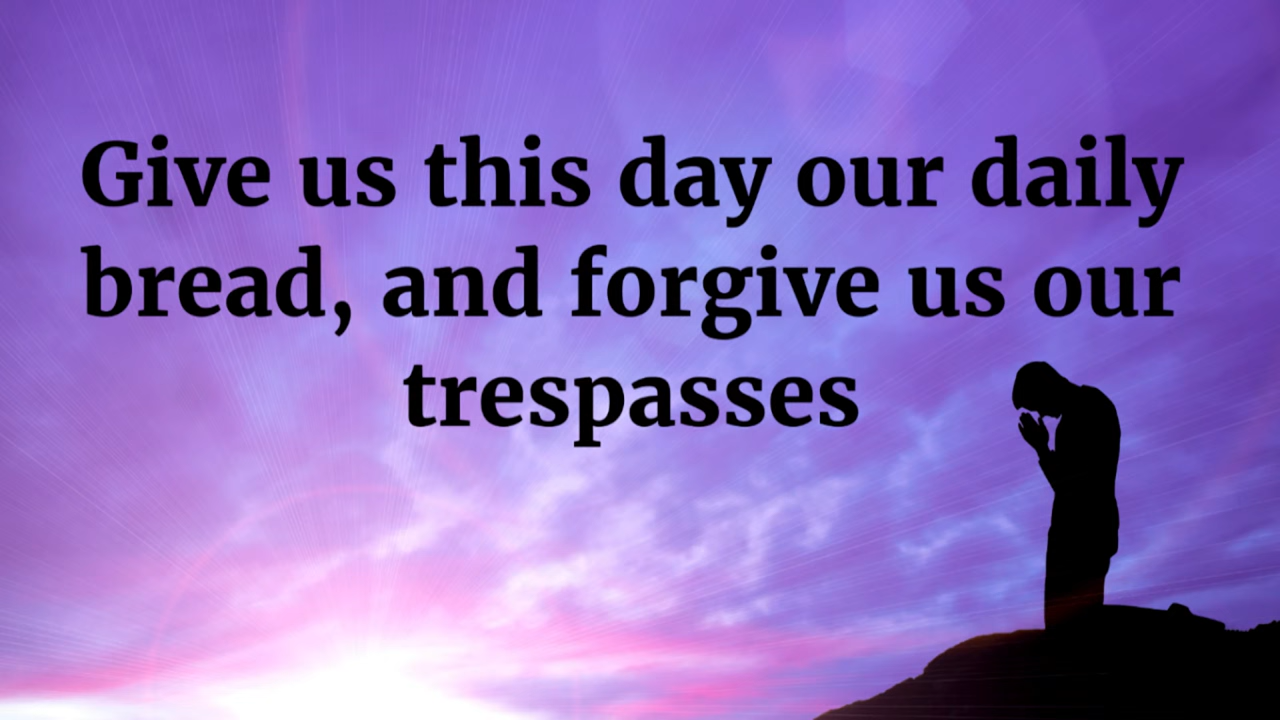 Give us this day our daily
bread, and forgive us our
trespasses